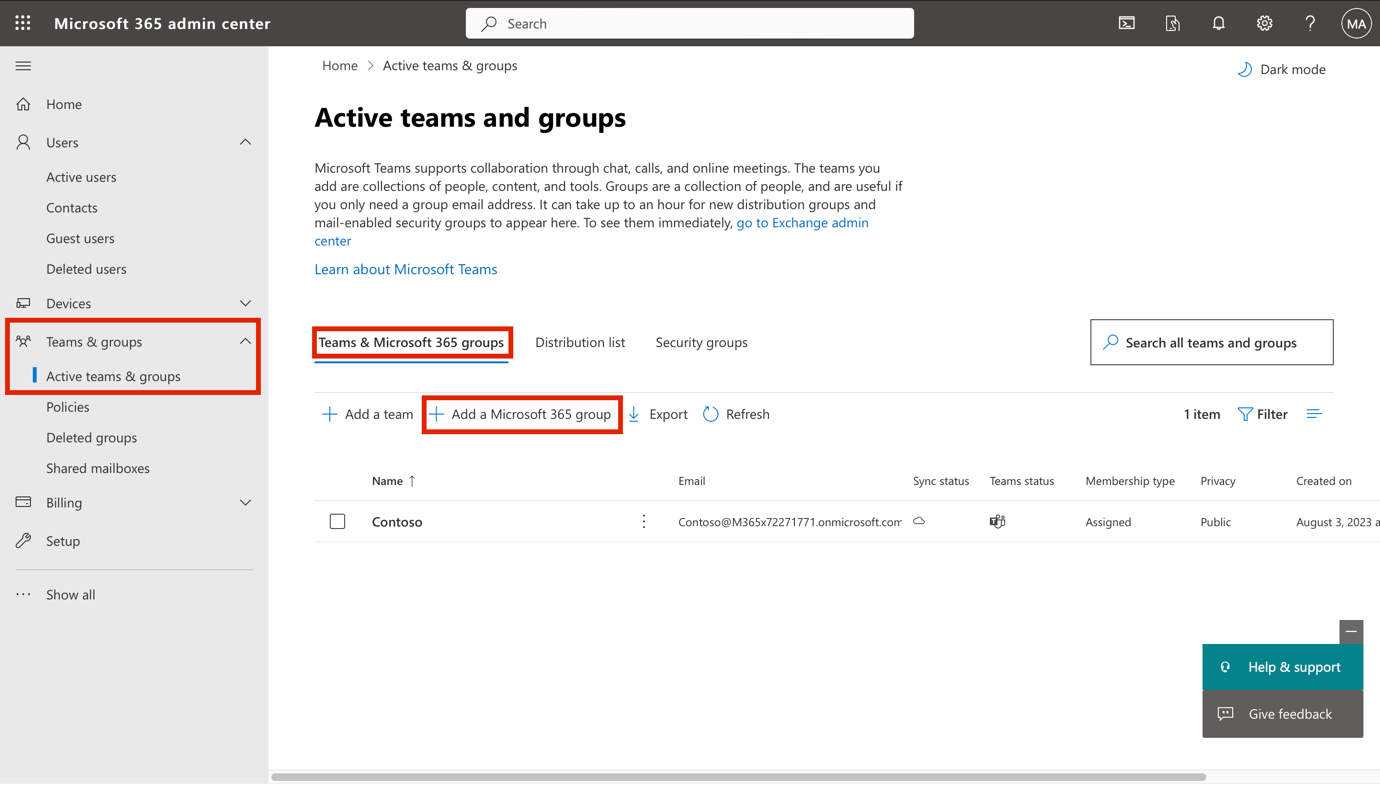 Microsoft 365 admin center
Search
MA
Home
Users
Active users
Contacts
Guest users
Deleted users
Devices
Teams & groups
Active teams & groups
Policies
Deleted groups
Shared mailboxes
Billing
Setup
Show all
Home > Active teams & groups
Dark mode
Active teams and groups
Microsoft Teams supports collaboration through chat, calls, and online meetings. The teams you
add are collections of people, content, and tools. Groups are a collection of people, and are useful if
you only need a group email address. It can take up to an hour for new distribution groups and
mail-enabled security groups to appear here. To see them immediately, go to Exchange admin
center
Learn about Microsoft Teams
Teams & Microsoft 365 groups Distribution list Security groups
Search all teams and groups
Add a team Add a Microsoft 365 group Export Refresh 1 item Filter
Name ↑ Email Sync status Teams status Membership type Privacy Created on
Contoso Contoso@M365x72271771.onmicrosoft.com Assigned Public August 3, 2023 a
Help & support
Give feedback